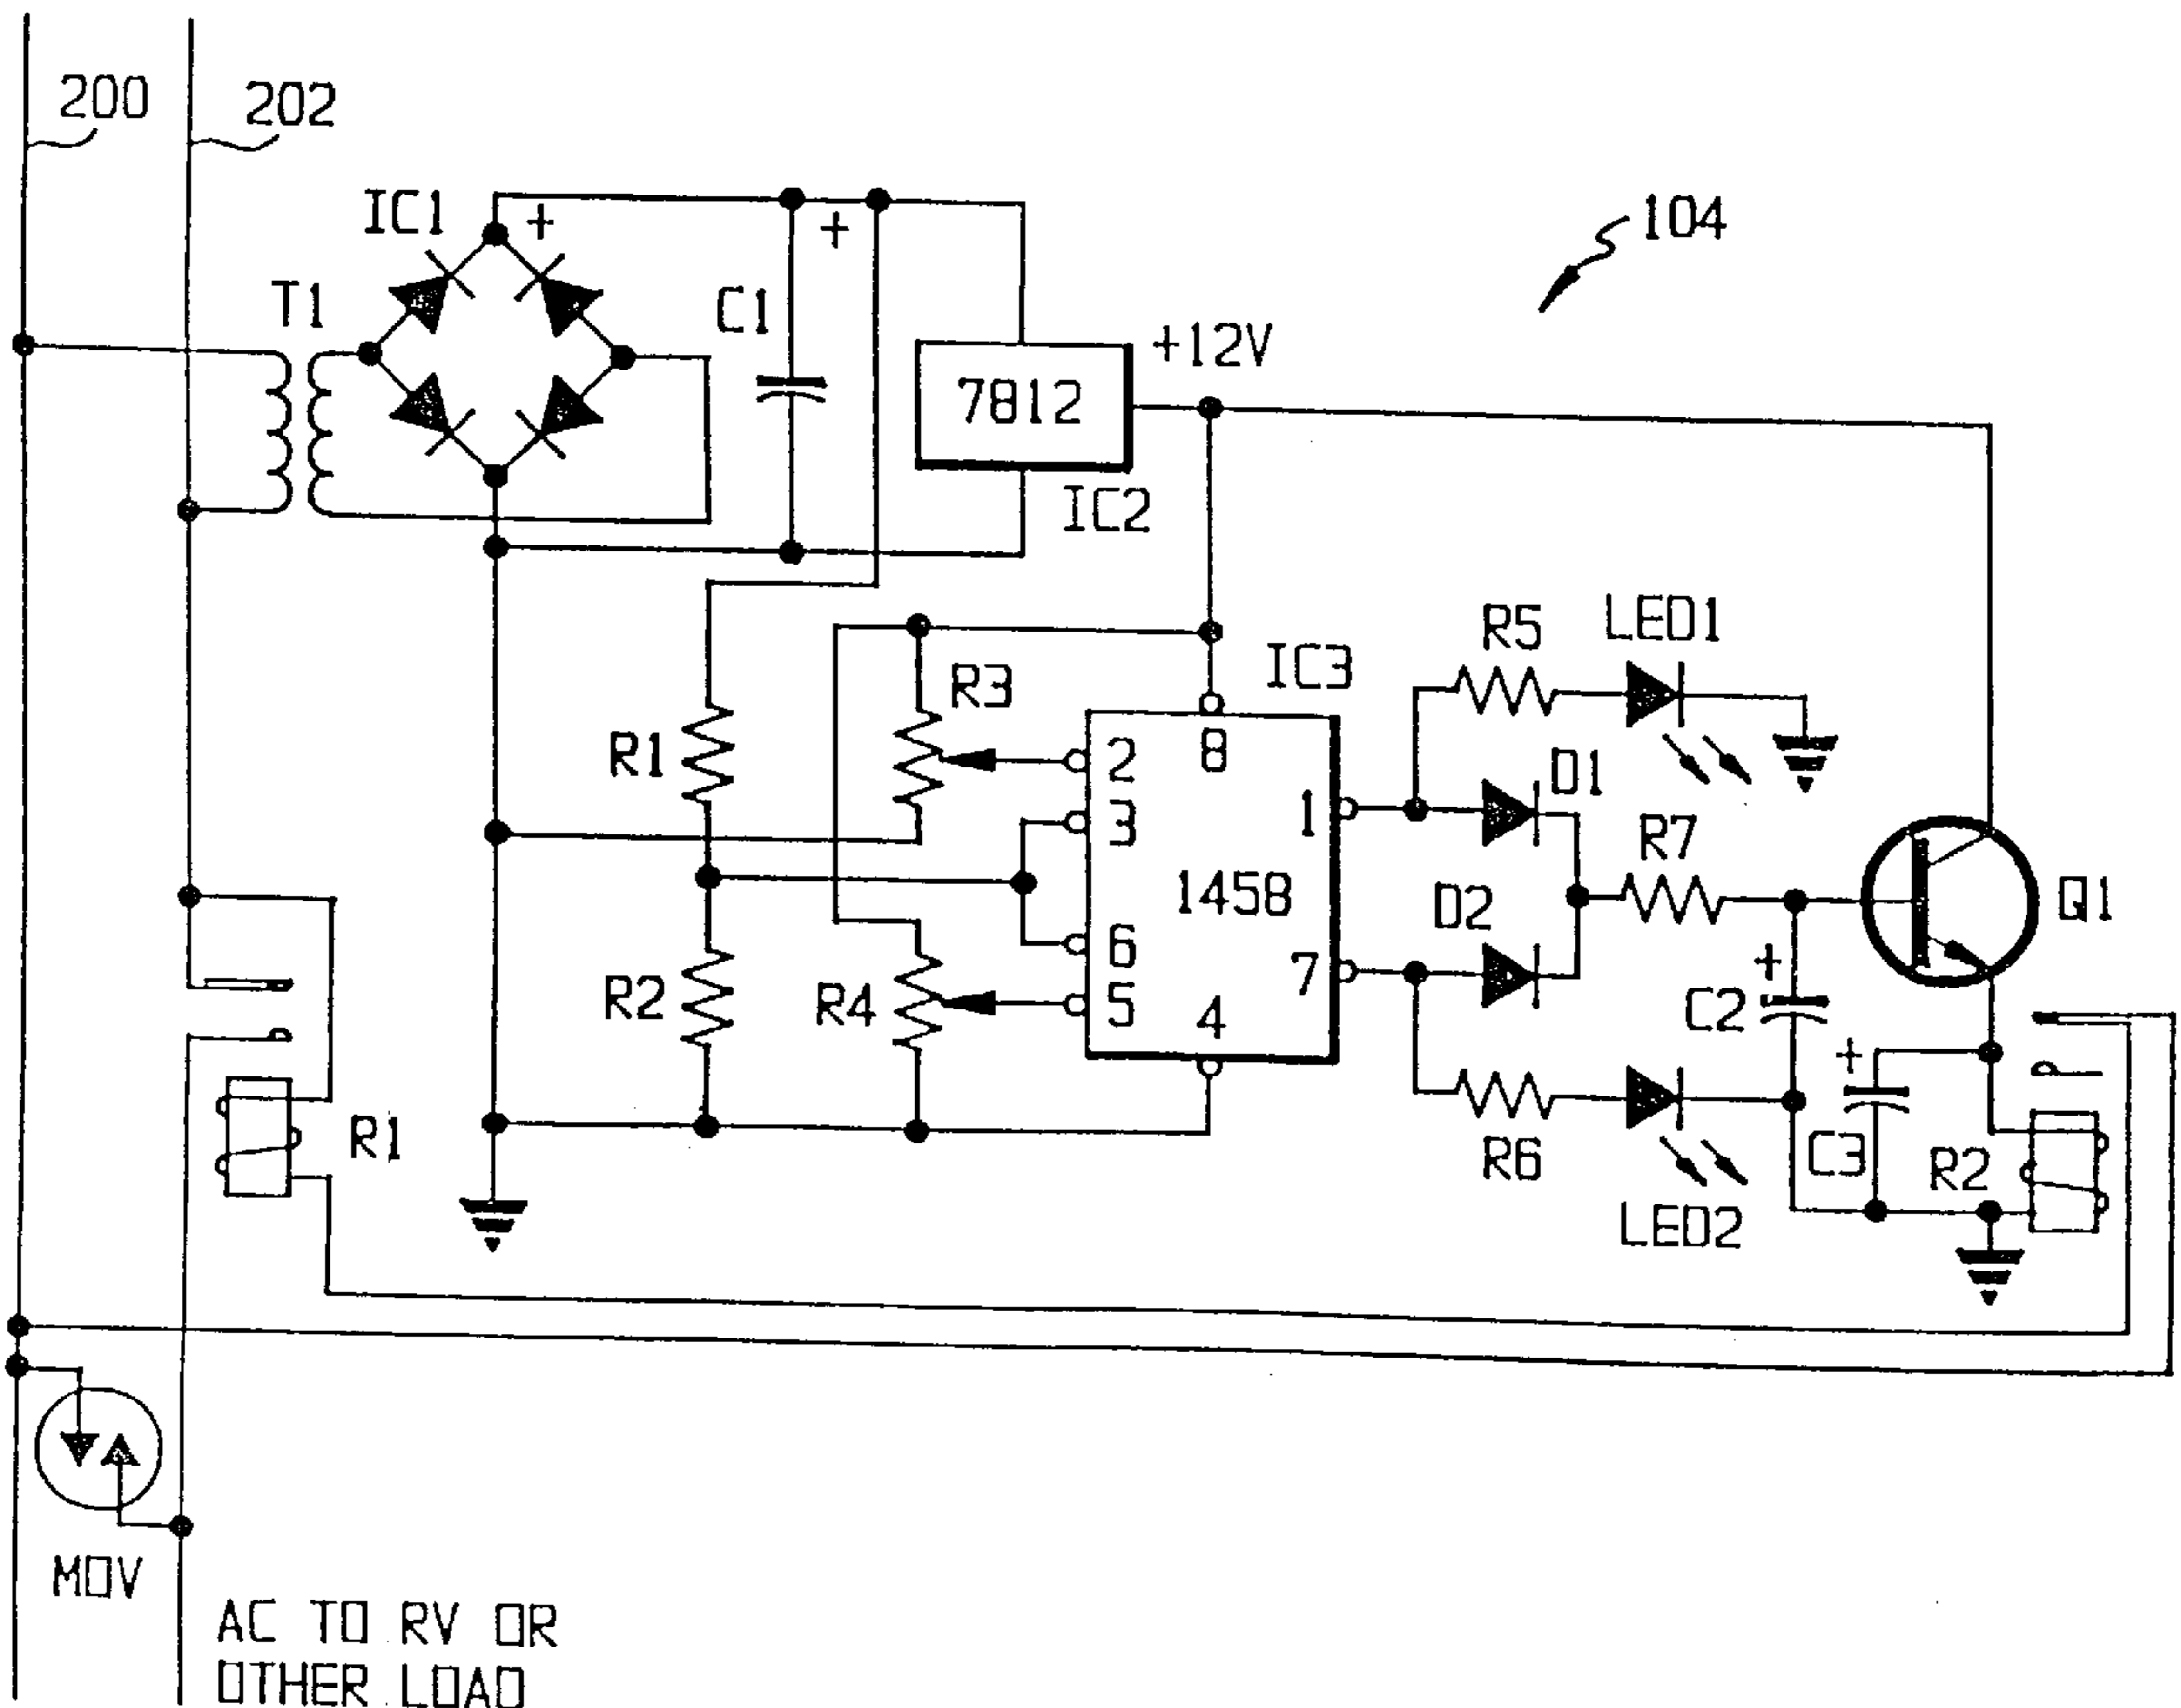 200
202
104
IC1
+
+
T1
C1
+12V
7812
IC2
R5
LED1
IC3
R3
R1
2
8
D1
3
1
R7
1458
D2
Q1
6
7
+
R2
R4
5
4
C2
+
R1
R6
C3
R2
LED2
MOV
AC TO RV OR
OTHER LOAD